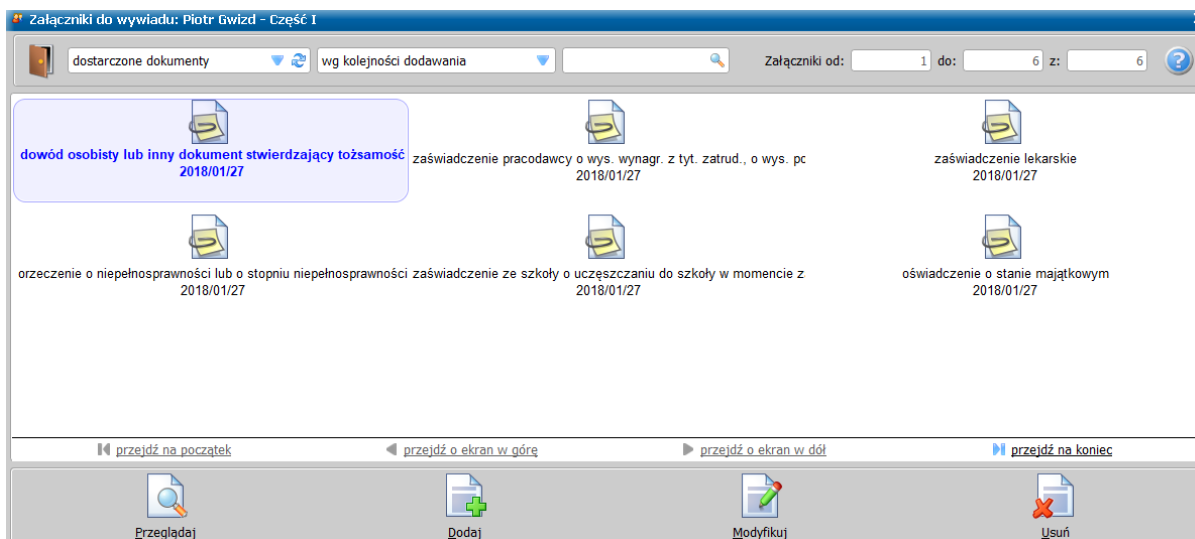 Załączniki do wywiadu: Piotr Gwizd - Część I
dostarczone dokumenty wg kolejności dodawania Załączniki od: 1 do: 6 z: 6
dowód osobisty lub inny dokument stwierdzający tożsamość
2018/01/27
zaświadczenie pracodawcy o wys. wynagr. z tyt. zatrud., o wys. pc
2018/01/27
zaświadczenie lekarskie
2018/01/27
orzeczenie o niepełnosprawności lub o stopniu niepełnosprawności
2018/01/27
zaświadczenie ze szkoły o uczęszczaniu do szkoły w momencie z
2018/01/27
oświadczenie o stanie majątkowym
2018/01/27
przejdź na początek przejdź o ekran w górę przejdź o ekran w dół przejdź na koniec
Przeglądaj Dodaj Modyfikuj Usuń